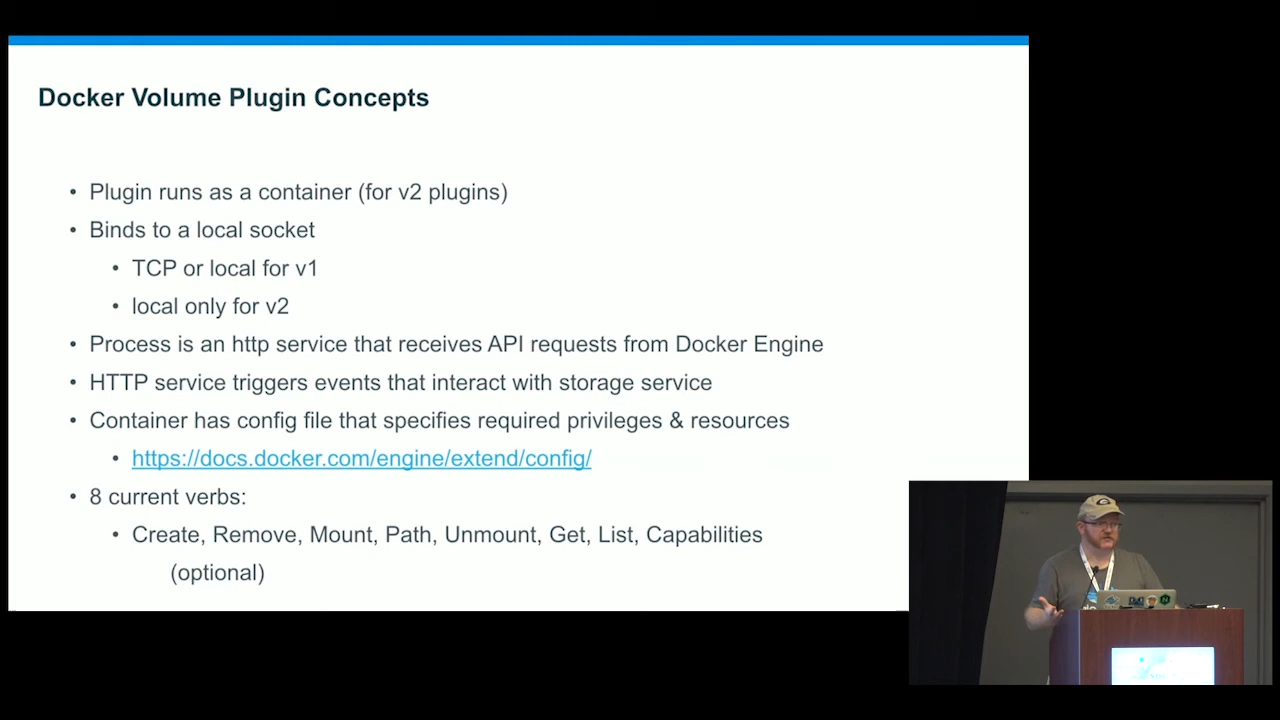 Docker Volume Plugin Concepts
• Plugin runs as a container (for v2 plugins)
• Binds to a local socket
• TCP or local for v1
• local only for v2
• Process is an http service that receives API requests from Docker Engine
• HTTP service triggers events that interact with storage service
• Container has config file that specifies required privileges & resources
• https://docs.docker.com/engine/extend/config/
• 8 current verbs:
• Create, Remove, Mount, Path, Unmount, Get, List, Capabilities
(optional)